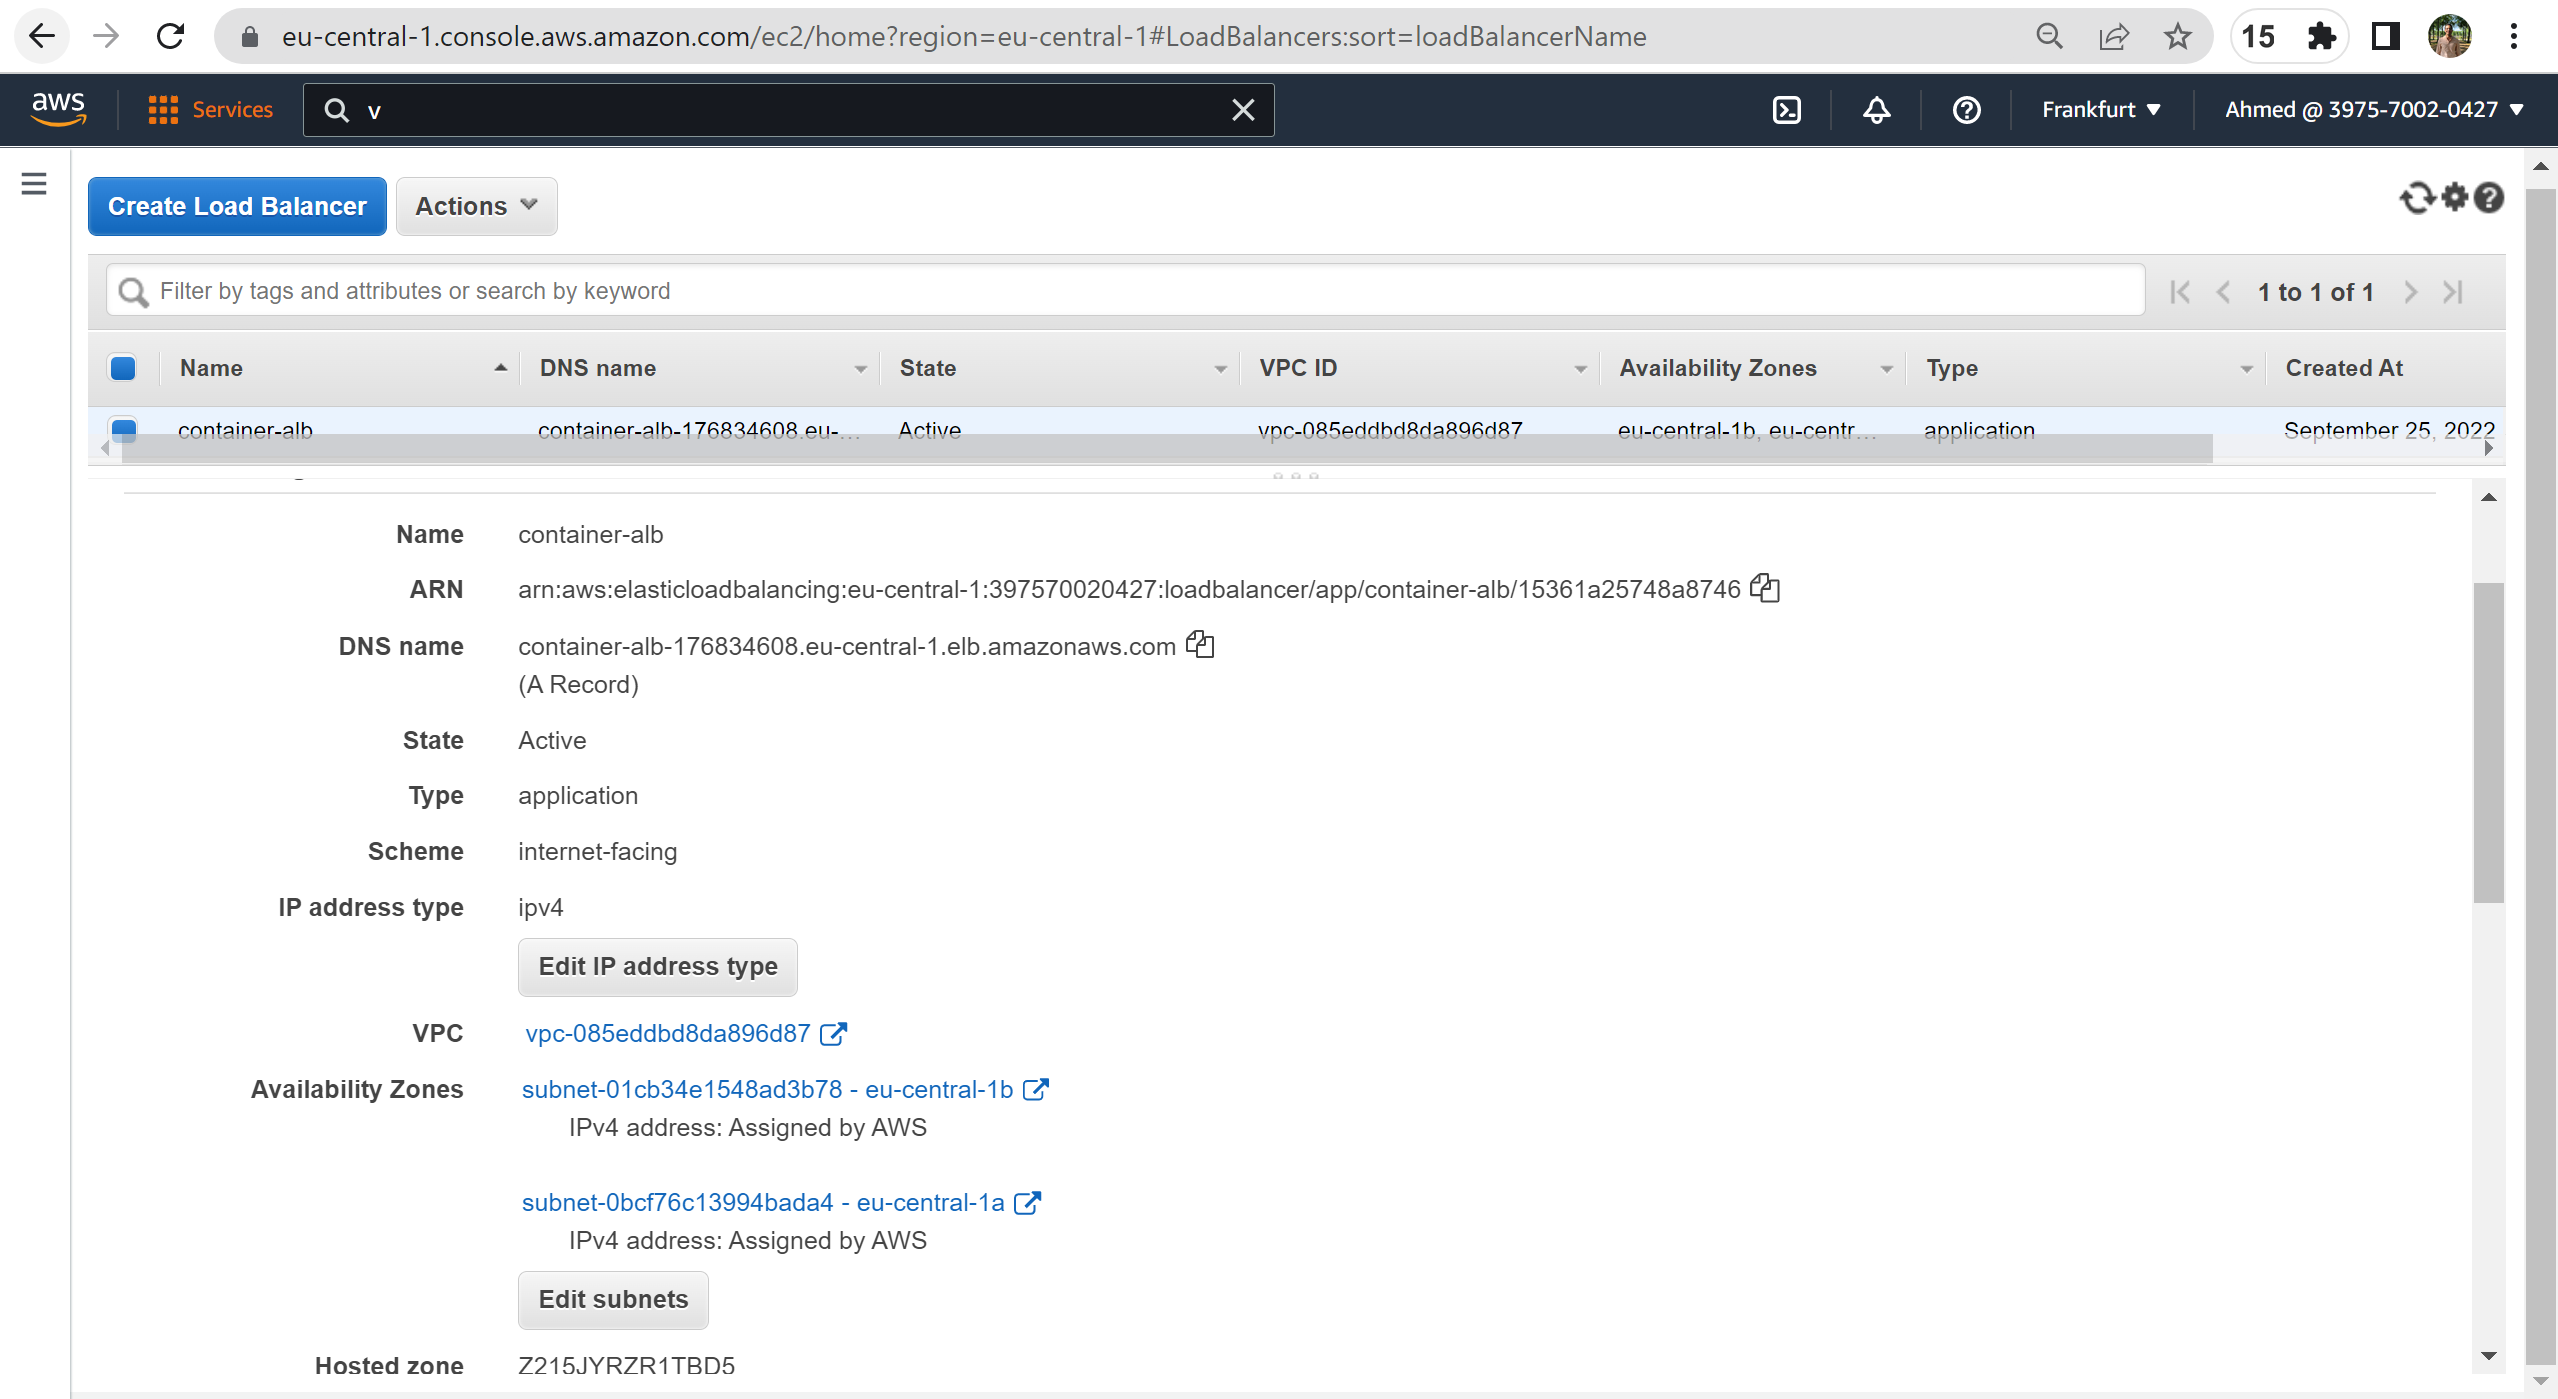 eu-central-1.console.aws.amazon.com/ec2/home?region=eu-central-1#LoadBalancers:sort=loadBalancerName
15
aws
Services
v
Frankfurt
Ahmed @ 3975-7002-0427
Create Load Balancer
Actions
Filter by tags and attributes or search by keyword
1 to 1 of 1
Name DNS name State VPC ID Availability Zones Type Created At
container-alb container-alb-176834608.eu-... Active vpc-085eddbd8da896d87 eu-central-1b, eu-centr... application September 25, 2022
Name container-alb
ARN arn:aws:elasticloadbalancing:eu-central-1:397570020427:loadbalancer/app/container-alb/15361a25748a8746
DNS name container-alb-176834608.eu-central-1.elb.amazonaws.com
(A Record)
State Active
Type application
Scheme internet-facing
IP address type ipv4
Edit IP address type
VPC vpc-085eddbd8da896d87
Availability Zones subnet-01cb34e1548ad3b78 - eu-central-1b
IPv4 address: Assigned by AWS
subnet-0bcf76c13994bada4 - eu-central-1a
IPv4 address: Assigned by AWS
Edit subnets
Hosted zone Z215JYRZR1TBD5